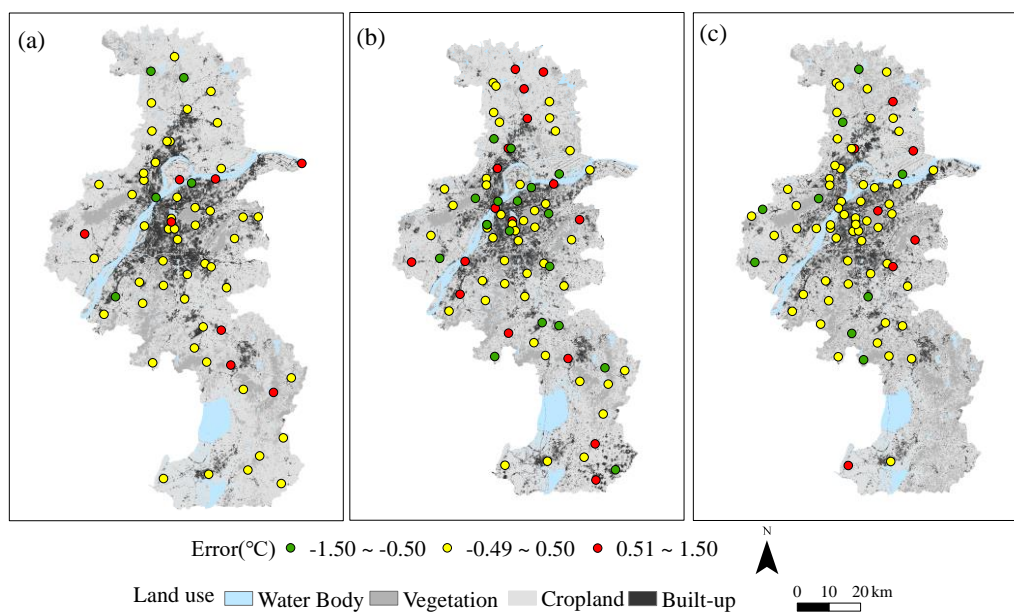 (a)
(b)
(c)
N
Error(℃) -1.50 ~ -0.50 -0.49 ~ 0.50 0.51 ~ 1.50
Land use Water Body Vegetation Cropland Built-up
0 10 20 km